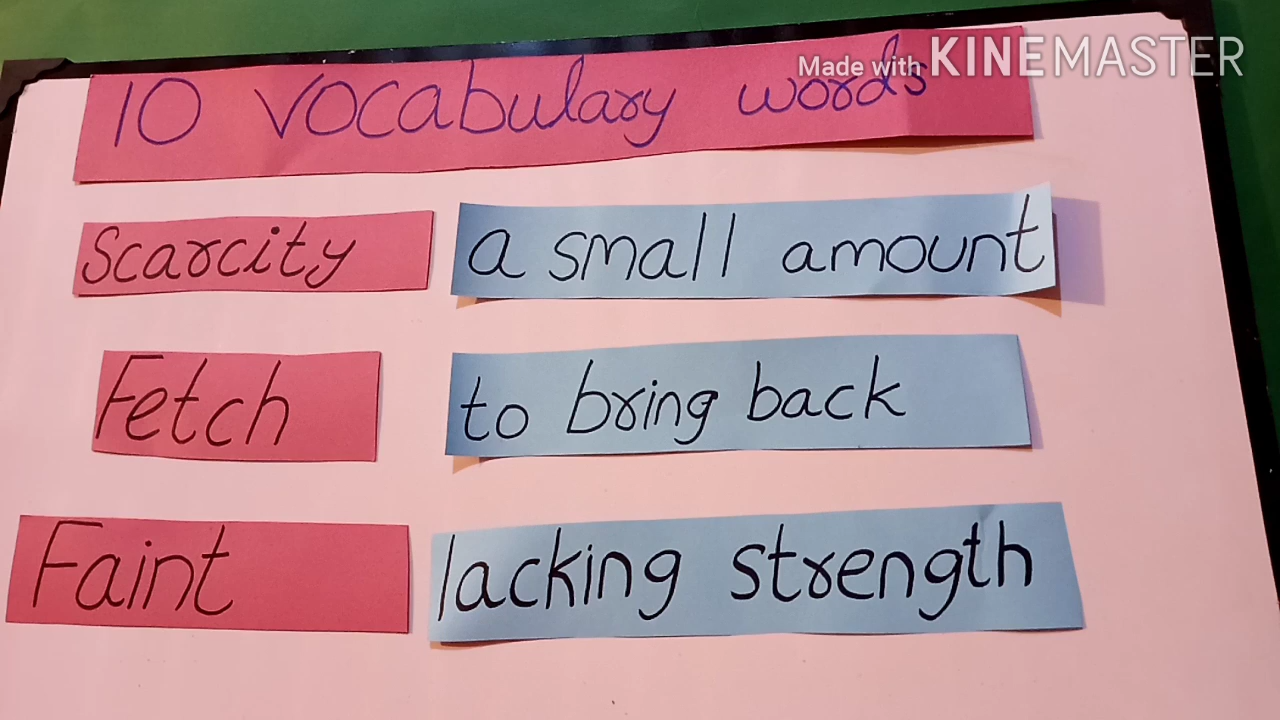 Made with KINEMASTER
10 vocabulary words
Scarcity a small amount
Fetch to bring back
Faint lacking strength